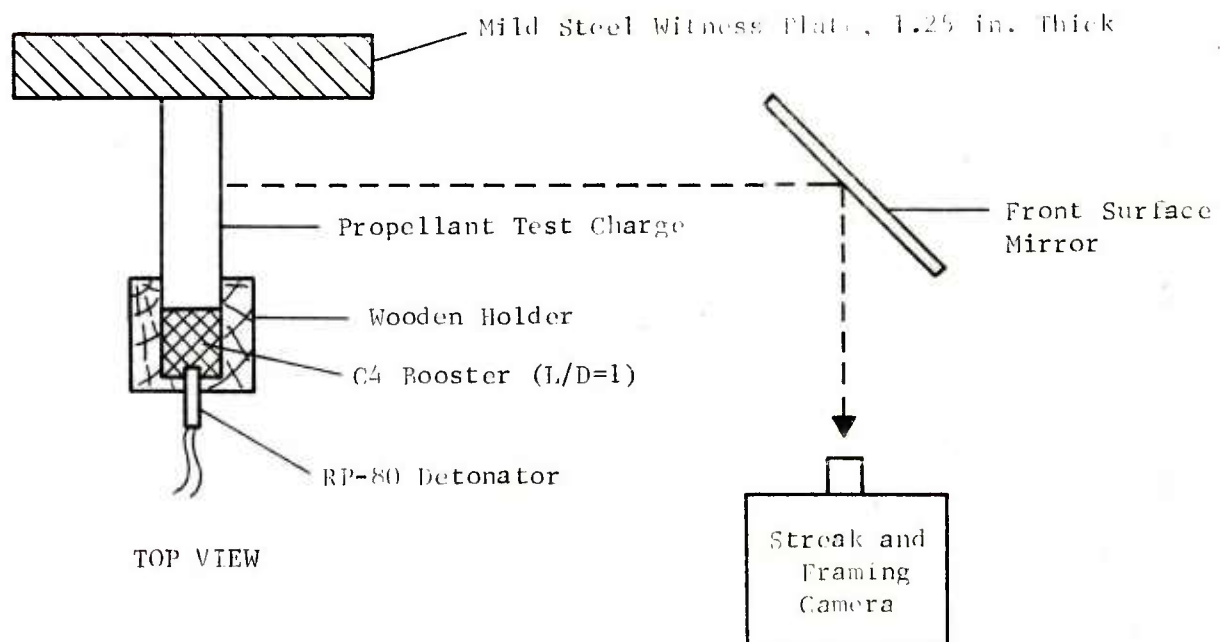 Mild Steel Witness Plate, 1.25 in. Thick
Propellant Test Charge
Front Surface
Mirror
Wooden Holder
C4 Booster (L/D=1)
RP-80 Detonator
TOP VIEW
Streak and
Framing
Camera